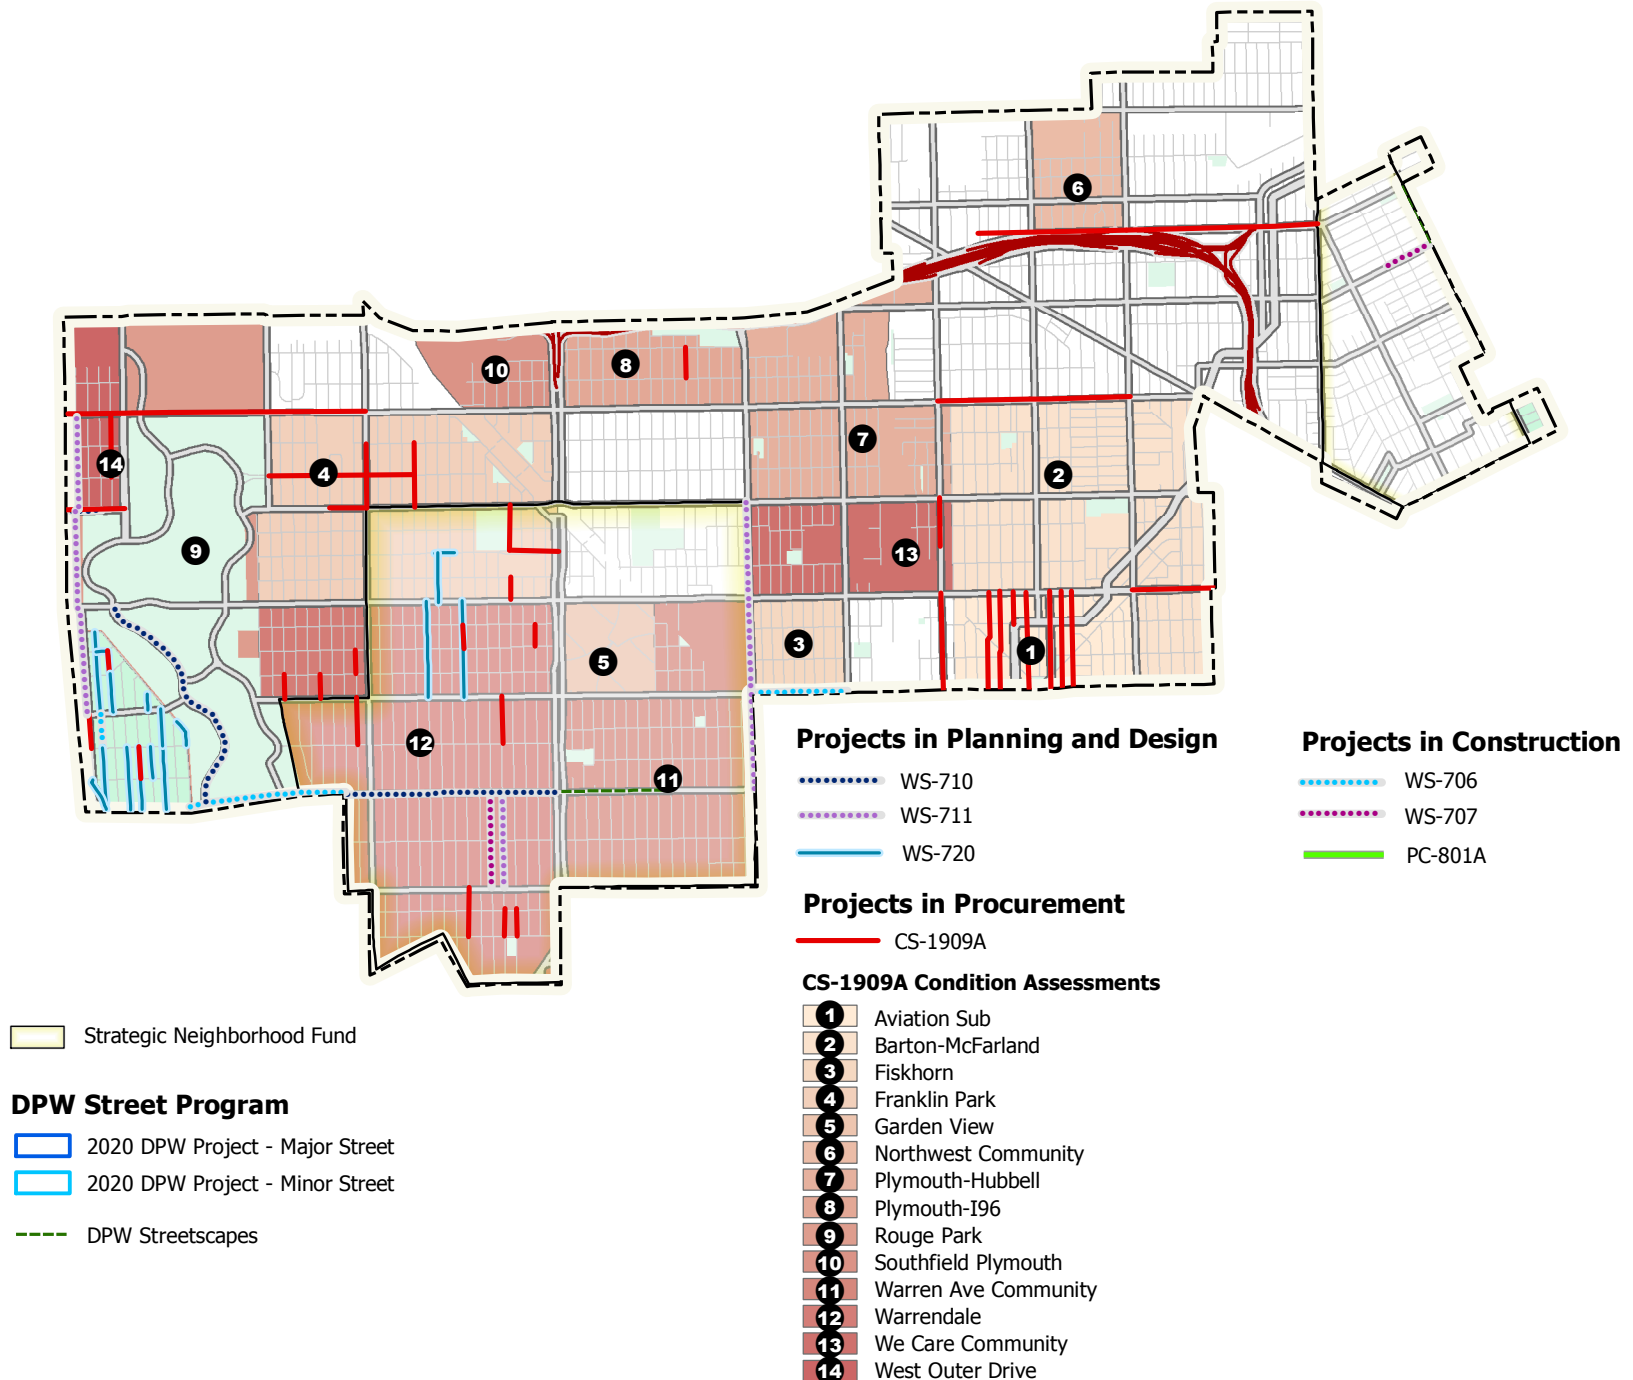 6
10
8
7
14
4
2
9
13
3
5
1
12
11
Projects in Planning and Design
WS-710
WS-711
WS-720
Projects in Construction
WS-706
WS-707
PC-801A
Projects in Procurement
CS-1909A
CS-1909A Condition Assessments
1 Aviation Sub
2 Barton-McFarland
3 Fiskhorn
4 Franklin Park
5 Garden View
6 Northwest Community
7 Plymouth-Hubbell
8 Plymouth-I96
9 Rouge Park
10 Southfield Plymouth
11 Warren Ave Community
12 Warrendale
13 We Care Community
14 West Outer Drive
Strategic Neighborhood Fund
DPW Street Program
2020 DPW Project - Major Street
2020 DPW Project - Minor Street
DPW Streetscapes